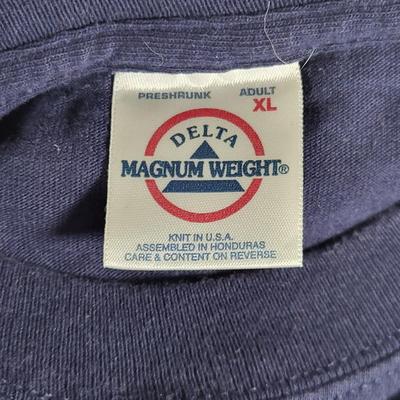 PRESHRUNK ADULT
XL
DELTA
MAGNUM WEIGHT®
KNIT IN U.S.A.
ASSEMBLED IN HONDURAS
CARE & CONTENT ON REVERSE